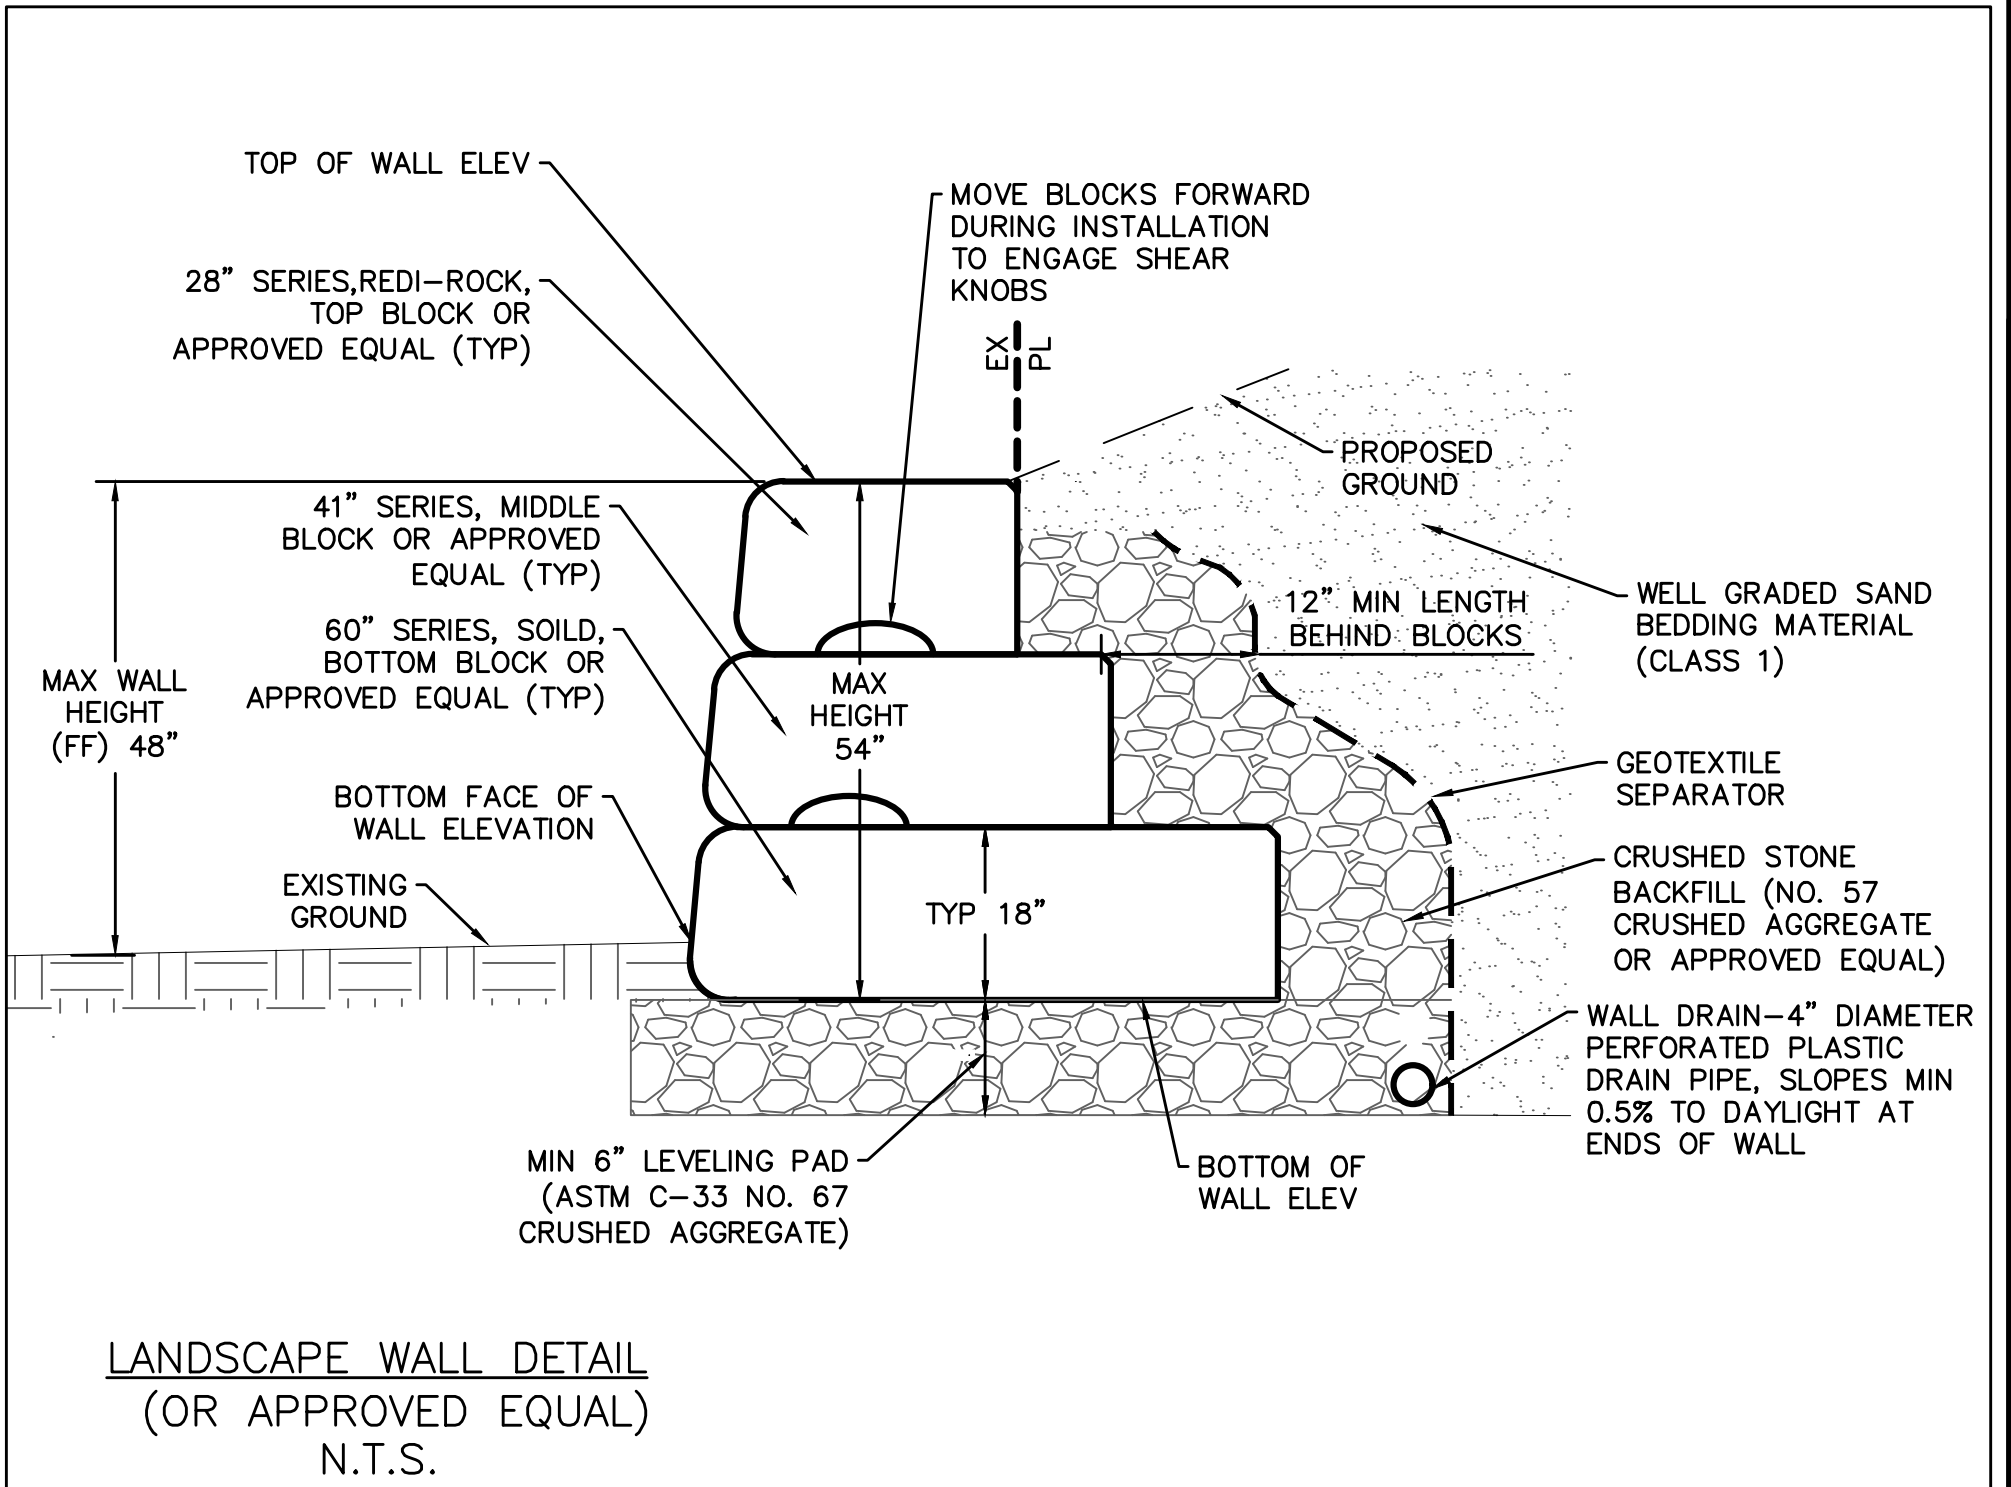 TOP OF WALL ELEV
MOVE BLOCKS FORWARD
DURING INSTALLATION
TO ENGAGE SHEAR
KNOBS
28” SERIES,REDI-ROCK,
TOP BLOCK OR
APPROVED EQUAL (TYP)
EX
PL
PROPOSED
GROUND
41” SERIES, MIDDLE
BLOCK OR APPROVED
EQUAL (TYP)
12” MIN LENGTH
BEHIND BLOCKS
WELL GRADED SAND
BEDDING MATERIAL
(CLASS 1)
60” SERIES, SOILD,
BOTTOM BLOCK OR
APPROVED EQUAL (TYP)
MAX WALL
HEIGHT
(FF) 48”
MAX
HEIGHT
54”
GEOTEXTILE
SEPARATOR
BOTTOM FACE OF
WALL ELEVATION
CRUSHED STONE
BACKFILL (NO. 57
CRUSHED AGGREGATE
OR APPROVED EQUAL)
EXISTING
GROUND
TYP 18”
WALL DRAIN-4” DIAMETER
PERFORATED PLASTIC
DRAIN PIPE, SLOPES MIN
0.5% TO DAYLIGHT AT
ENDS OF WALL
MIN 6” LEVELING PAD
(ASTM C-33 NO. 67
CRUSHED AGGREGATE)
BOTTOM OF
WALL ELEV
LANDSCAPE WALL DETAIL
(OR APPROVED EQUAL)
N.T.S.